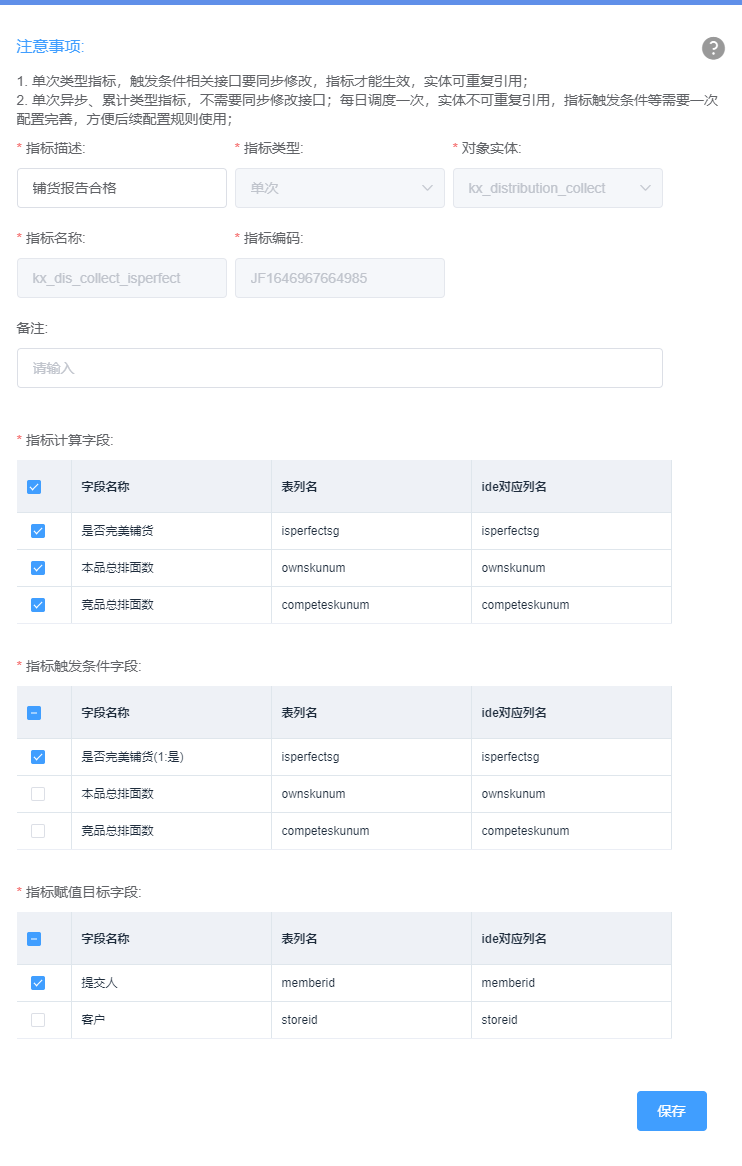 注意事项:
?
1. 单次类型指标，触发条件相关接口要同步修改，指标才能生效，实体可重复引用；
2. 单次异步、累计类型指标，不需要同步修改接口；每日调度一次，实体不可重复引用，指标触发条件等需要一次
配置完善，方便后续配置规则使用；
* 指标描述: * 指标类型: * 对象实体:
铺货报告合格 单次 kx_distribution_collect
* 指标名称: * 指标编码:
kx_dis_collect_isperfect JF1646967664985
备注:
请输入
* 指标计算字段:
字段名称 表列名 ide对应列名
是否完美铺货 isperfectsg isperfectsg
本品总排面数 ownskunum ownskunum
竞品总排面数 competeskunum competeskunum
* 指标触发条件字段:
字段名称 表列名 ide对应列名
是否完美铺货(1:是) isperfectsg isperfectsg
本品总排面数 ownskunum ownskunum
竞品总排面数 competeskunum competeskunum
* 指标赋值目标字段:
字段名称 表列名 ide对应列名
提交人 memberid memberid
客户 storeid storeid
保存